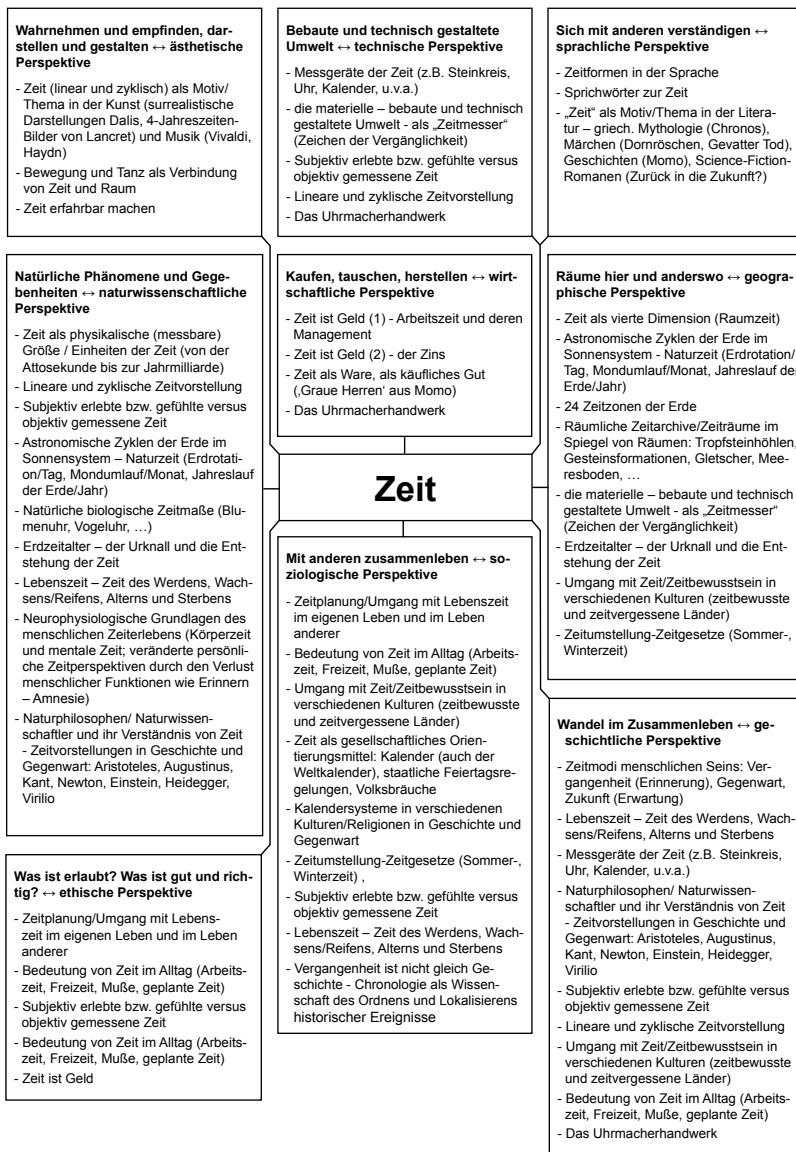 Wahrnehmen und empfinden, dar-
stellen und gestalten ↔ ästhetische
Perspektive
- Zeit (linear und zyklisch) als Motiv/
Thema in der Kunst (surrealistische
Darstellungen Dalis, 4-Jahreszeiten-
Bilder von Lancret) und Musik (Vivaldi,
Haydn)
- Bewegung und Tanz als Verbindung
von Zeit und Raum
- Zeit erfahrbar machen
Bebaute und technisch gestaltete
Umwelt ↔ technische Perspektive
- Messgeräte der Zeit (z.B. Steinkreis,
Uhr, Kalender, u.v.a.)
- die materielle – bebaute und technisch
gestaltete Umwelt - als „Zeitmesser“
(Zeichen der Vergänglichkeit)
- Subjektiv erlebte bzw. gefühlte versus
objektiv gemessene Zeit
- Lineare und zyklische Zeitvorstellung
- Das Uhrmacherhandwerk
Sich mit anderen verständigen ↔
sprachliche Perspektive
- Zeitformen in der Sprache
- Sprichwörter zur Zeit
- „Zeit“ als Motiv/Thema in der Litera-
tur – griech. Mythologie (Chronos),
Märchen (Dornröschen, Gevatter Tod),
Geschichten (Momo), Science-Fiction-
Romanen (Zurück in die Zukunft?)
Natürliche Phänomene und Gege-
benheiten ↔ naturwissenschaftliche
Perspektive
- Zeit als physikalische (messbare)
Größe / Einheiten der Zeit (von der
Attosekunde bis zur Jahrmilliarde)
- Lineare und zyklische Zeitvorstellung
- Subjektiv erlebte bzw. gefühlte versus
objektiv gemessene Zeit
- Astronomische Zyklen der Erde im
Sonnensystem – Naturzeit (Erdrotati-
on/Tag, Mondumlauf/Monat, Jahreslauf
der Erde/Jahr)
- Natürliche biologische Zeitmaße (Blu-
menuhr, Vogeluhr, …)
- Erdzeitalter – der Urknall und die Ent-
stehung der Zeit
- Lebenszeit – Zeit des Werdens, Wach-
sens/Reifens, Alterns und Sterbens
- Neurophysiologische Grundlagen des
menschlichen Zeiterlebens (Körperzeit
und mentale Zeit; veränderte persönli-
che Zeitperspektiven durch den Verlust
menschlicher Funktionen wie Erinnern
– Amnesie)
- Naturphilosophen/ Naturwissen-
schaftler und ihr Verständnis von Zeit
- Zeitvorstellungen in Geschichte und
Gegenwart: Aristoteles, Augustinus,
Kant, Newton, Einstein, Heidegger,
Virilio
Kaufen, tauschen, herstellen ↔ wirt-
schaftliche Perspektive
- Zeit ist Geld (1) - Arbeitszeit und deren
Management
- Zeit ist Geld (2) - der Zins
- Zeit als Ware, als käufliches Gut
(‚Graue Herren‘ aus Momo)
- Das Uhrmacherhandwerk
Räume hier und anderswo ↔ geogra-
phische Perspektive
- Zeit als vierte Dimension (Raumzeit)
- Astronomische Zyklen der Erde im
Sonnensystem - Naturzeit (Erdrotation/
Tag, Mondumlauf/Monat, Jahreslauf der
Erde/Jahr)
- 24 Zeitzonen der Erde
- Räumliche Zeitarchive/Zeiträume im
Spiegel von Räumen: Tropfsteinhöhlen,
Gesteinsformationen, Gletscher, Mee-
resboden, …
- die materielle – bebaute und technisch
gestaltete Umwelt - als „Zeitmesser“
(Zeichen der Vergänglichkeit)
- Erdzeitalter – der Urknall und die Ent-
stehung der Zeit
- Umgang mit Zeit/Zeitbewusstsein in
verschiedenen Kulturen (zeitbewusste
und zeitvergessene Länder)
- Zeitumstellung-Zeitgesetze (Sommer-,
Winterzeit)
Zeit
Mit anderen zusammenleben ↔ so-
ziologische Perspektive
- Zeitplanung/Umgang mit Lebenszeit
im eigenen Leben und im Leben
anderer
- Bedeutung von Zeit im Alltag (Arbeits-
zeit, Freizeit, Muße, geplante Zeit)
- Umgang mit Zeit/Zeitbewusstsein in
verschiedenen Kulturen (zeitbewusste
und zeitvergessene Länder)
- Zeit als gesellschaftliches Orien-
tierungsmittel: Kalender (auch der
Weltkalender), staatliche Feiertagsre-
gelungen, Volksbräuche
- Kalendersysteme in verschiedenen
Kulturen/Religionen in Geschichte und
Gegenwart
- Zeitumstellung-Zeitgesetze (Sommer-,
Winterzeit) ,
- Subjektiv erlebte bzw. gefühlte versus
objektiv gemessene Zeit
- Lebenszeit – Zeit des Werdens, Wach-
sens/Reifens, Alterns und Sterbens
- Vergangenheit ist nicht gleich Ge-
schichte - Chronologie als Wissen-
schaft des Ordnens und Lokalisierens
historischer Ereignisse
Was ist erlaubt? Was ist gut und rich-
tig? ↔ ethische Perspektive
- Zeitplanung/Umgang mit Lebens-
zeit im eigenen Leben und im Leben
anderer
- Bedeutung von Zeit im Alltag (Arbeits-
zeit, Freizeit, Muße, geplante Zeit)
- Subjektiv erlebte bzw. gefühlte versus
objektiv gemessene Zeit
- Bedeutung von Zeit im Alltag (Arbeits-
zeit, Freizeit, Muße, geplante Zeit)
- Zeit ist Geld
Wandel im Zusammenleben ↔ ge-
schichtliche Perspektive
- Zeitmodi menschlichen Seins: Ver-
gangenheit (Erinnerung), Gegenwart,
Zukunft (Erwartung)
- Lebenszeit – Zeit des Werdens, Wach-
sens/Reifens, Alterns und Sterbens
- Messgeräte der Zeit (z.B. Steinkreis,
Uhr, Kalender, u.v.a.)
- Naturphilosophen/ Naturwissen-
schaftler und ihr Verständnis von Zeit
- Zeitvorstellungen in Geschichte und
Gegenwart: Aristoteles, Augustinus,
Kant, Newton, Einstein, Heidegger,
Virilio
- Subjektiv erlebte bzw. gefühlte versus
objektiv gemessene Zeit
- Lineare und zyklische Zeitvorstellung
- Umgang mit Zeit/Zeitbewusstsein in
verschiedenen Kulturen (zeitbewusste
und zeitvergessene Länder)
- Bedeutung von Zeit im Alltag (Arbeits-
zeit, Freizeit, Muße, geplante Zeit)
- Das Uhrmacherhandwerk